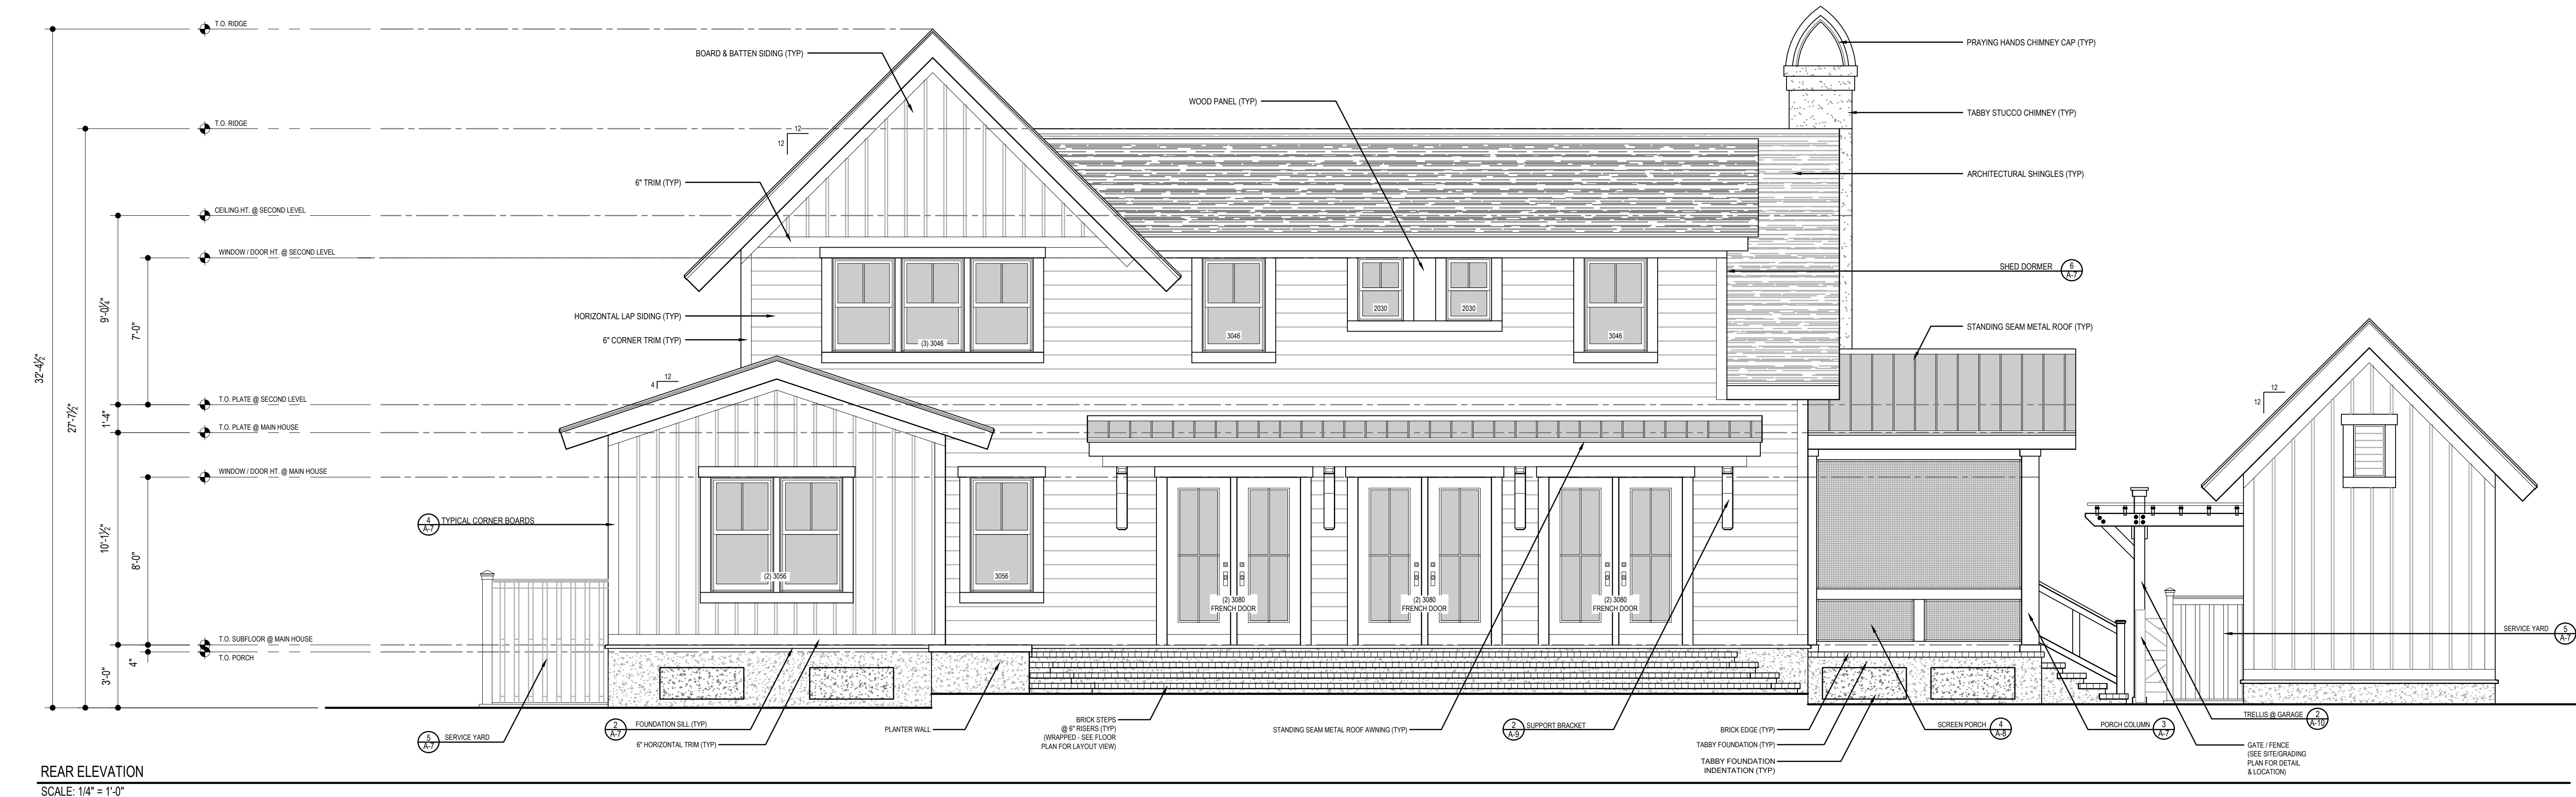 T.O. RIDGE
BOARD & BATTEN SIDING (TYP)
PRAYING HANDS CHIMNEY CAP (TYP)
WOOD PANEL (TYP)
TABBY STUCCO CHIMNEY (TYP)
T.O. RIDGE
12
12
ARCHITECTURAL SHINGLES (TYP)
6" TRIM (TYP)
CEILING HT. @ SECOND LEVEL
WINDOW / DOOR HT. @ SECOND LEVEL
SHED DORMER
6
A-7
9'-0¼"
7'-0"
HORIZONTAL LAP SIDING (TYP)
6" CORNER TRIM (TYP)
(3) 3046
3046
2030
2030
3046
STANDING SEAM METAL ROOF (TYP)
32'-4½"
27'-7½"
12
4
12
12
T.O. PLATE @ SECOND LEVEL
1'-4"
T.O. PLATE @ MAIN HOUSE
WINDOW / DOOR HT. @ MAIN HOUSE
4
A-7
TYPICAL CORNER BOARDS
10'-1½"
8'-0"
(2) 3056
3056
(2) 3080
FRENCH DOOR
(2) 3080
FRENCH DOOR
(2) 3080
FRENCH DOOR
T.O. SUBFLOOR @ MAIN HOUSE
T.O. PORCH
4"
3'-0"
SERVICE YARD
5
A-7
5
A-7
SERVICE YARD
2
A-7
FOUNDATION SILL (TYP)
6" HORIZONTAL TRIM (TYP)
PLANTER WALL
BRICK STEPS
@ 6" RISERS (TYP)
(WRAPPED - SEE FLOOR
PLAN FOR LAYOUT VIEW)
STANDING SEAM METAL ROOF AWNING (TYP)
2
A-9
SUPPORT BRACKET
BRICK EDGE (TYP)
TABBY FOUNDATION (TYP)
TABBY FOUNDATION
INDENTATION (TYP)
SCREEN PORCH
4
A-8
PORCH COLUMN
3
A-7
TRELLIS @ GARAGE
2
A-10
GATE / FENCE
(SEE SITE/GRADING
PLAN FOR DETAIL
& LOCATION)
REAR ELEVATION
SCALE: 1/4" = 1'-0"